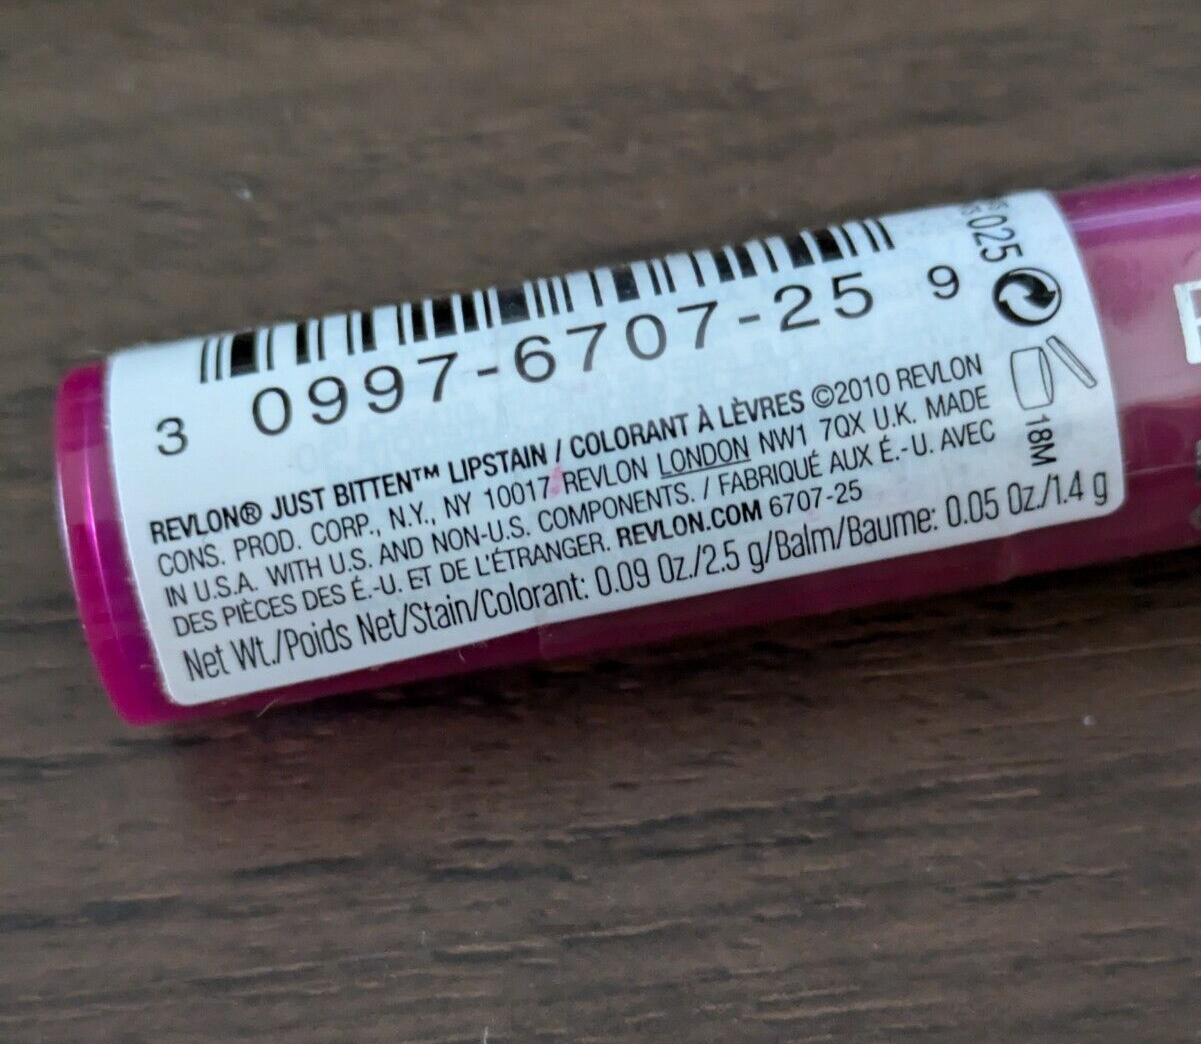 025
3 0997-6707-25 9
REVLON® JUST BITTEN™ LIPSTAIN / COLORANT À LÈVRES ©2010 REVLON
CONS. PROD. CORP., N.Y., NY 10017 REVLON LONDON NW1 7QX U.K. MADE
IN U.S.A. WITH U.S. AND NON-U.S. COMPONENTS. / FABRIQUÉ AUX É.-U. AVEC
DES PIÈCES DES É.-U. ET DE L'ÉTRANGER. REVLON.COM 6707-25
Net Wt./Poids Net/Stain/Colorant: 0.09 Oz./2.5 g/Balm/Baume: 0.05 Oz./1.4 g
18M